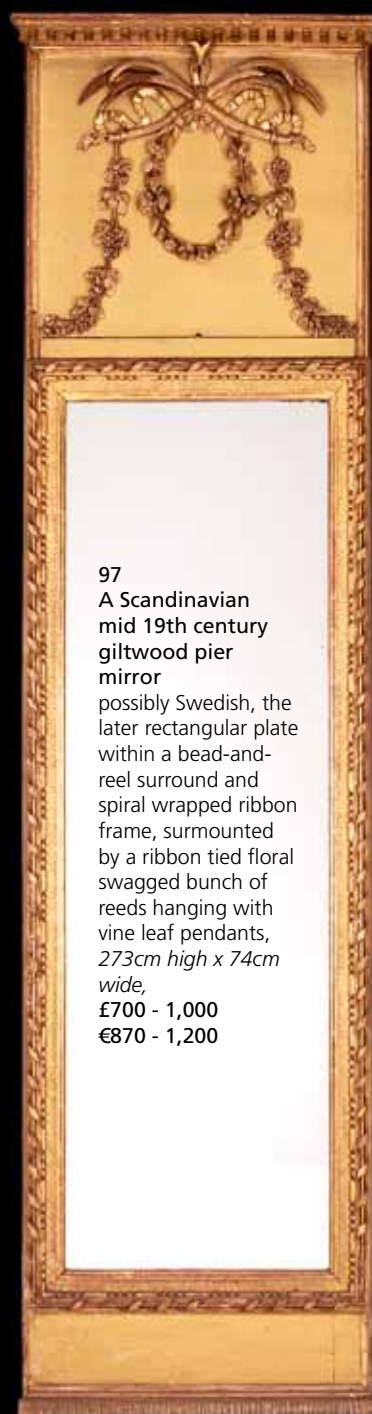 97
A Scandinavian
mid 19th century
giltwood pier
mirror
possibly Swedish, the
later rectangular plate
within a bead-and-
reel surround and
spiral wrapped ribbon
frame, surmounted
by a ribbon tied floral
swagged bunch of
reeds hanging with
vine leaf pendants,
273cm high x 74cm
wide,
£700 - 1,000
€870 - 1,200